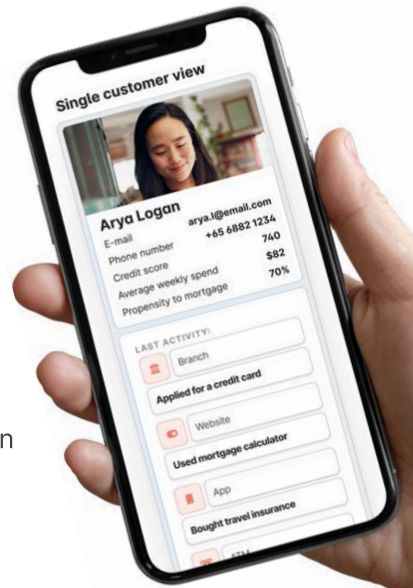 Single customer view
Arya Logan
E-mail arya.l@email.com
Phone number +65 6882 1234
Credit score 740
Average weekly spend $82
Propensity to mortgage 70%
LAST ACTIVITY:
Branch
Applied for a credit card
Website
Used mortgage calculator
App
Bought travel insurance
ATM
n